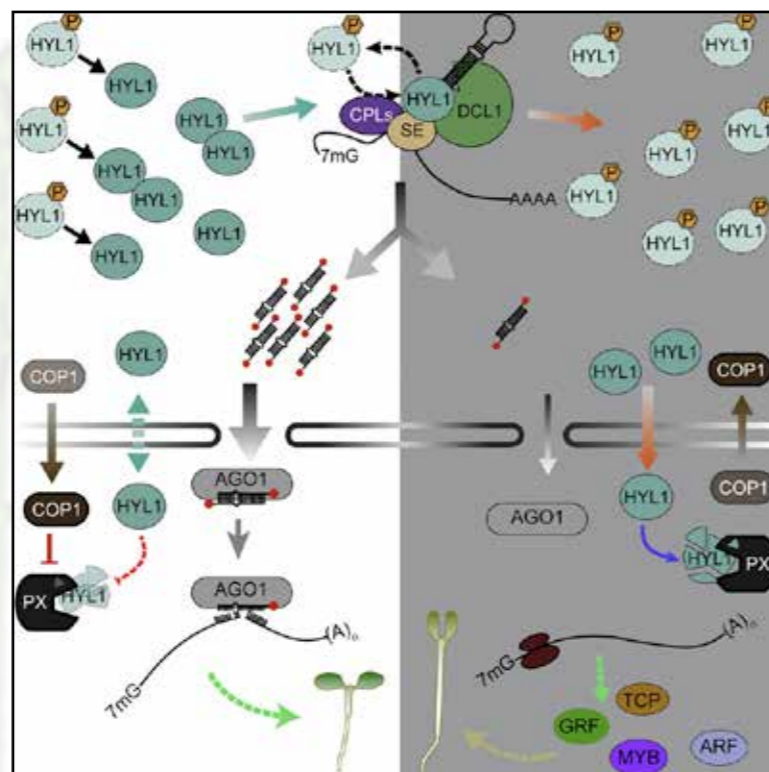 P
HYL1
HYL1
P
HYL1
HYL1
HYL1
HYL1
P
HYL1
HYL1
HYL1
HYL1
HYL1
P
HYL1
HYL1
CPLs
SE
DCL1
7mG
AAAA
P
HYL1
P
HYL1
P
HYL1
P
HYL1
P
HYL1
P
HYL1
P
HYL1
COP1
HYL1
COP1
HYL1
AGO1
PX
HYL1
AGO1
7mG
(A)n
HYL1
HYL1
COP1
HYL1
COP1
AGO1
HYL1
PX
7mG
(A)n
TCP
GRF
MYB
ARF